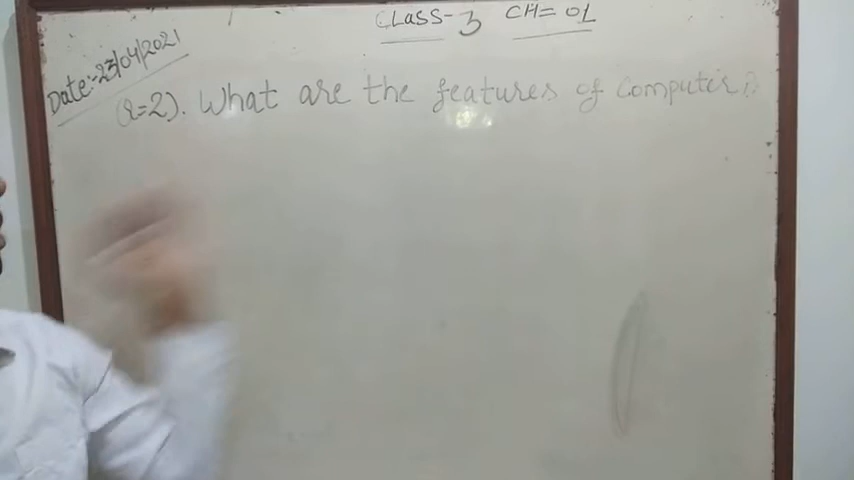 CLASS-3 CH=01
Date:-23/04/2021
(Q=2). What are the features of Computer?